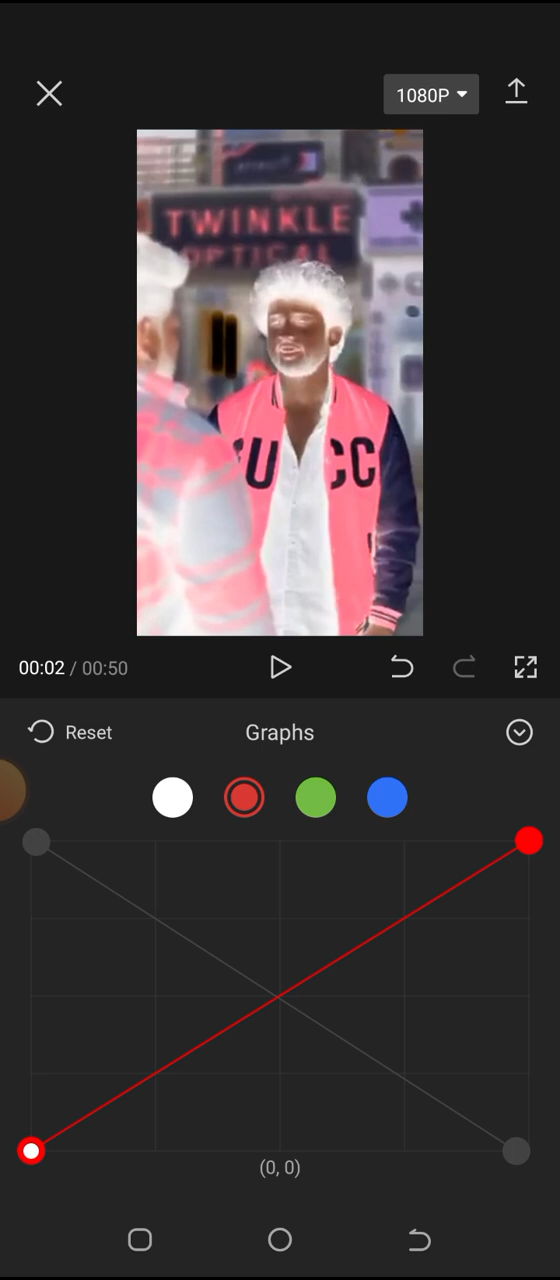 1080P
TWINKLE
OPTICAL
UCC
00:02 / 00:50
Reset
Graphs
(0, 0)